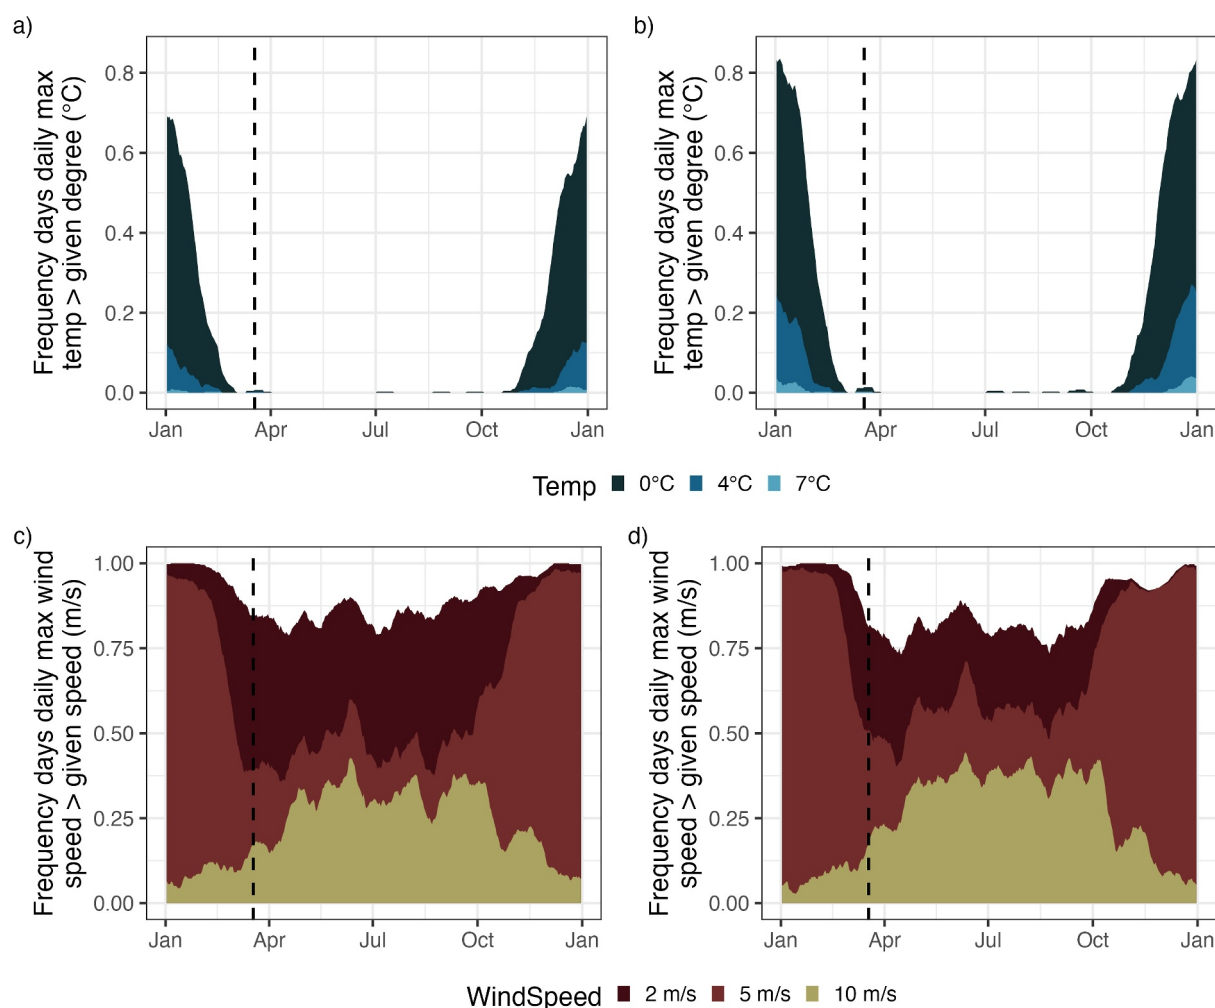 a)
b)
Frequency days daily max
temp > given degree (°C)
0.8
0.6
0.4
0.2
0.0
Jan Apr Jul Oct Jan
Frequency days daily max
temp > given degree (°C)
0.8
0.6
0.4
0.2
0.0
Jan Apr Jul Oct Jan
Temp 0°C 4°C 7°C
c)
d)
Frequency days daily max wind
speed > given speed (m/s)
1.00
0.75
0.50
0.25
0.00
Jan Apr Jul Oct Jan
Frequency days daily max wind
speed > given speed (m/s)
1.00
0.75
0.50
0.25
0.00
Jan Apr Jul Oct Jan
WindSpeed 2 m/s 5 m/s 10 m/s